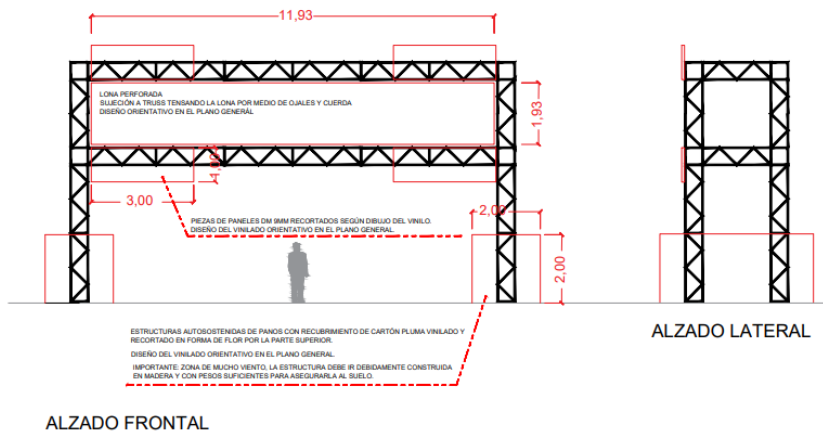 11,93
LONA PERFORADA
SUJECIÓN A TRUSS TENSANDO LA LONA POR MEDIO DE OJALES Y CUERDA
DISEÑO ORIENTATIVO EN EL PLANO GENERAL
1,93
1,00
3,00
2,00
PIEZAS DE PANELES DM 9MM RECORTADOS SEGÚN DIBUJO DEL VINILO.
DISEÑO DEL VINILADO ORIENTATIVO EN EL PLANO GENERAL.
2,00
ESTRUCTURAS AUTOSOSTENIDAS DE PANOS CON RECUBRIMIENTO DE CARTÓN PLUMA VINILADO Y
RECORTADO EN FORMA DE FLOR POR LA PARTE SUPERIOR.
DISEÑO DEL VINILADO ORIENTATIVO EN EL PLANO GENERAL.
IMPORTANTE: ZONA DE MUCHO VIENTO, LA ESTRUCTURA DEBE IR DEBIDAMENTE CONSTRUIDA
EN MADERA Y CON PESOS SUFICIENTES PARA ASEGURARLA AL SUELO.
ALZADO LATERAL
ALZADO FRONTAL